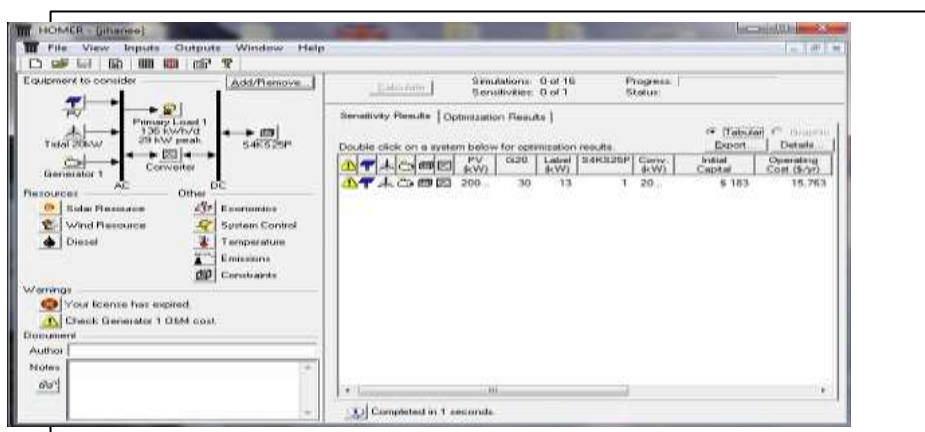 HOMER - [jihanee]
File View Inputs Outputs Window Help
Equipment to consider
Add/Remove...
PV
Primary Load 1
136 kWh/d
29 kW peak
Tidal 20kW
S4KS25P
Generator 1
Converter
AC
DC
Resources
Other
Solar Resource
Economics
Wind Resource
System Control
Diesel
Temperature
Emissions
Constraints
Warnings
Your license has expired.
Check Generator 1 O&M cost.
Document
Author
Notes
Calculate
Simulations: 0 of 16
Progress:
Sensitivities: 0 of 1
Status:
Sensitivity Results
Optimization Results
Tabular
Graphic
Double click on a system below for optimization results.
Export...
Details...
PV (kW) G20 Label (kW) S4KS25P Conv. (kW) Initial Capital Operating Cost ($/yr)
200... 30 13 1 20... $ 183 15,763
Completed in 1 seconds.